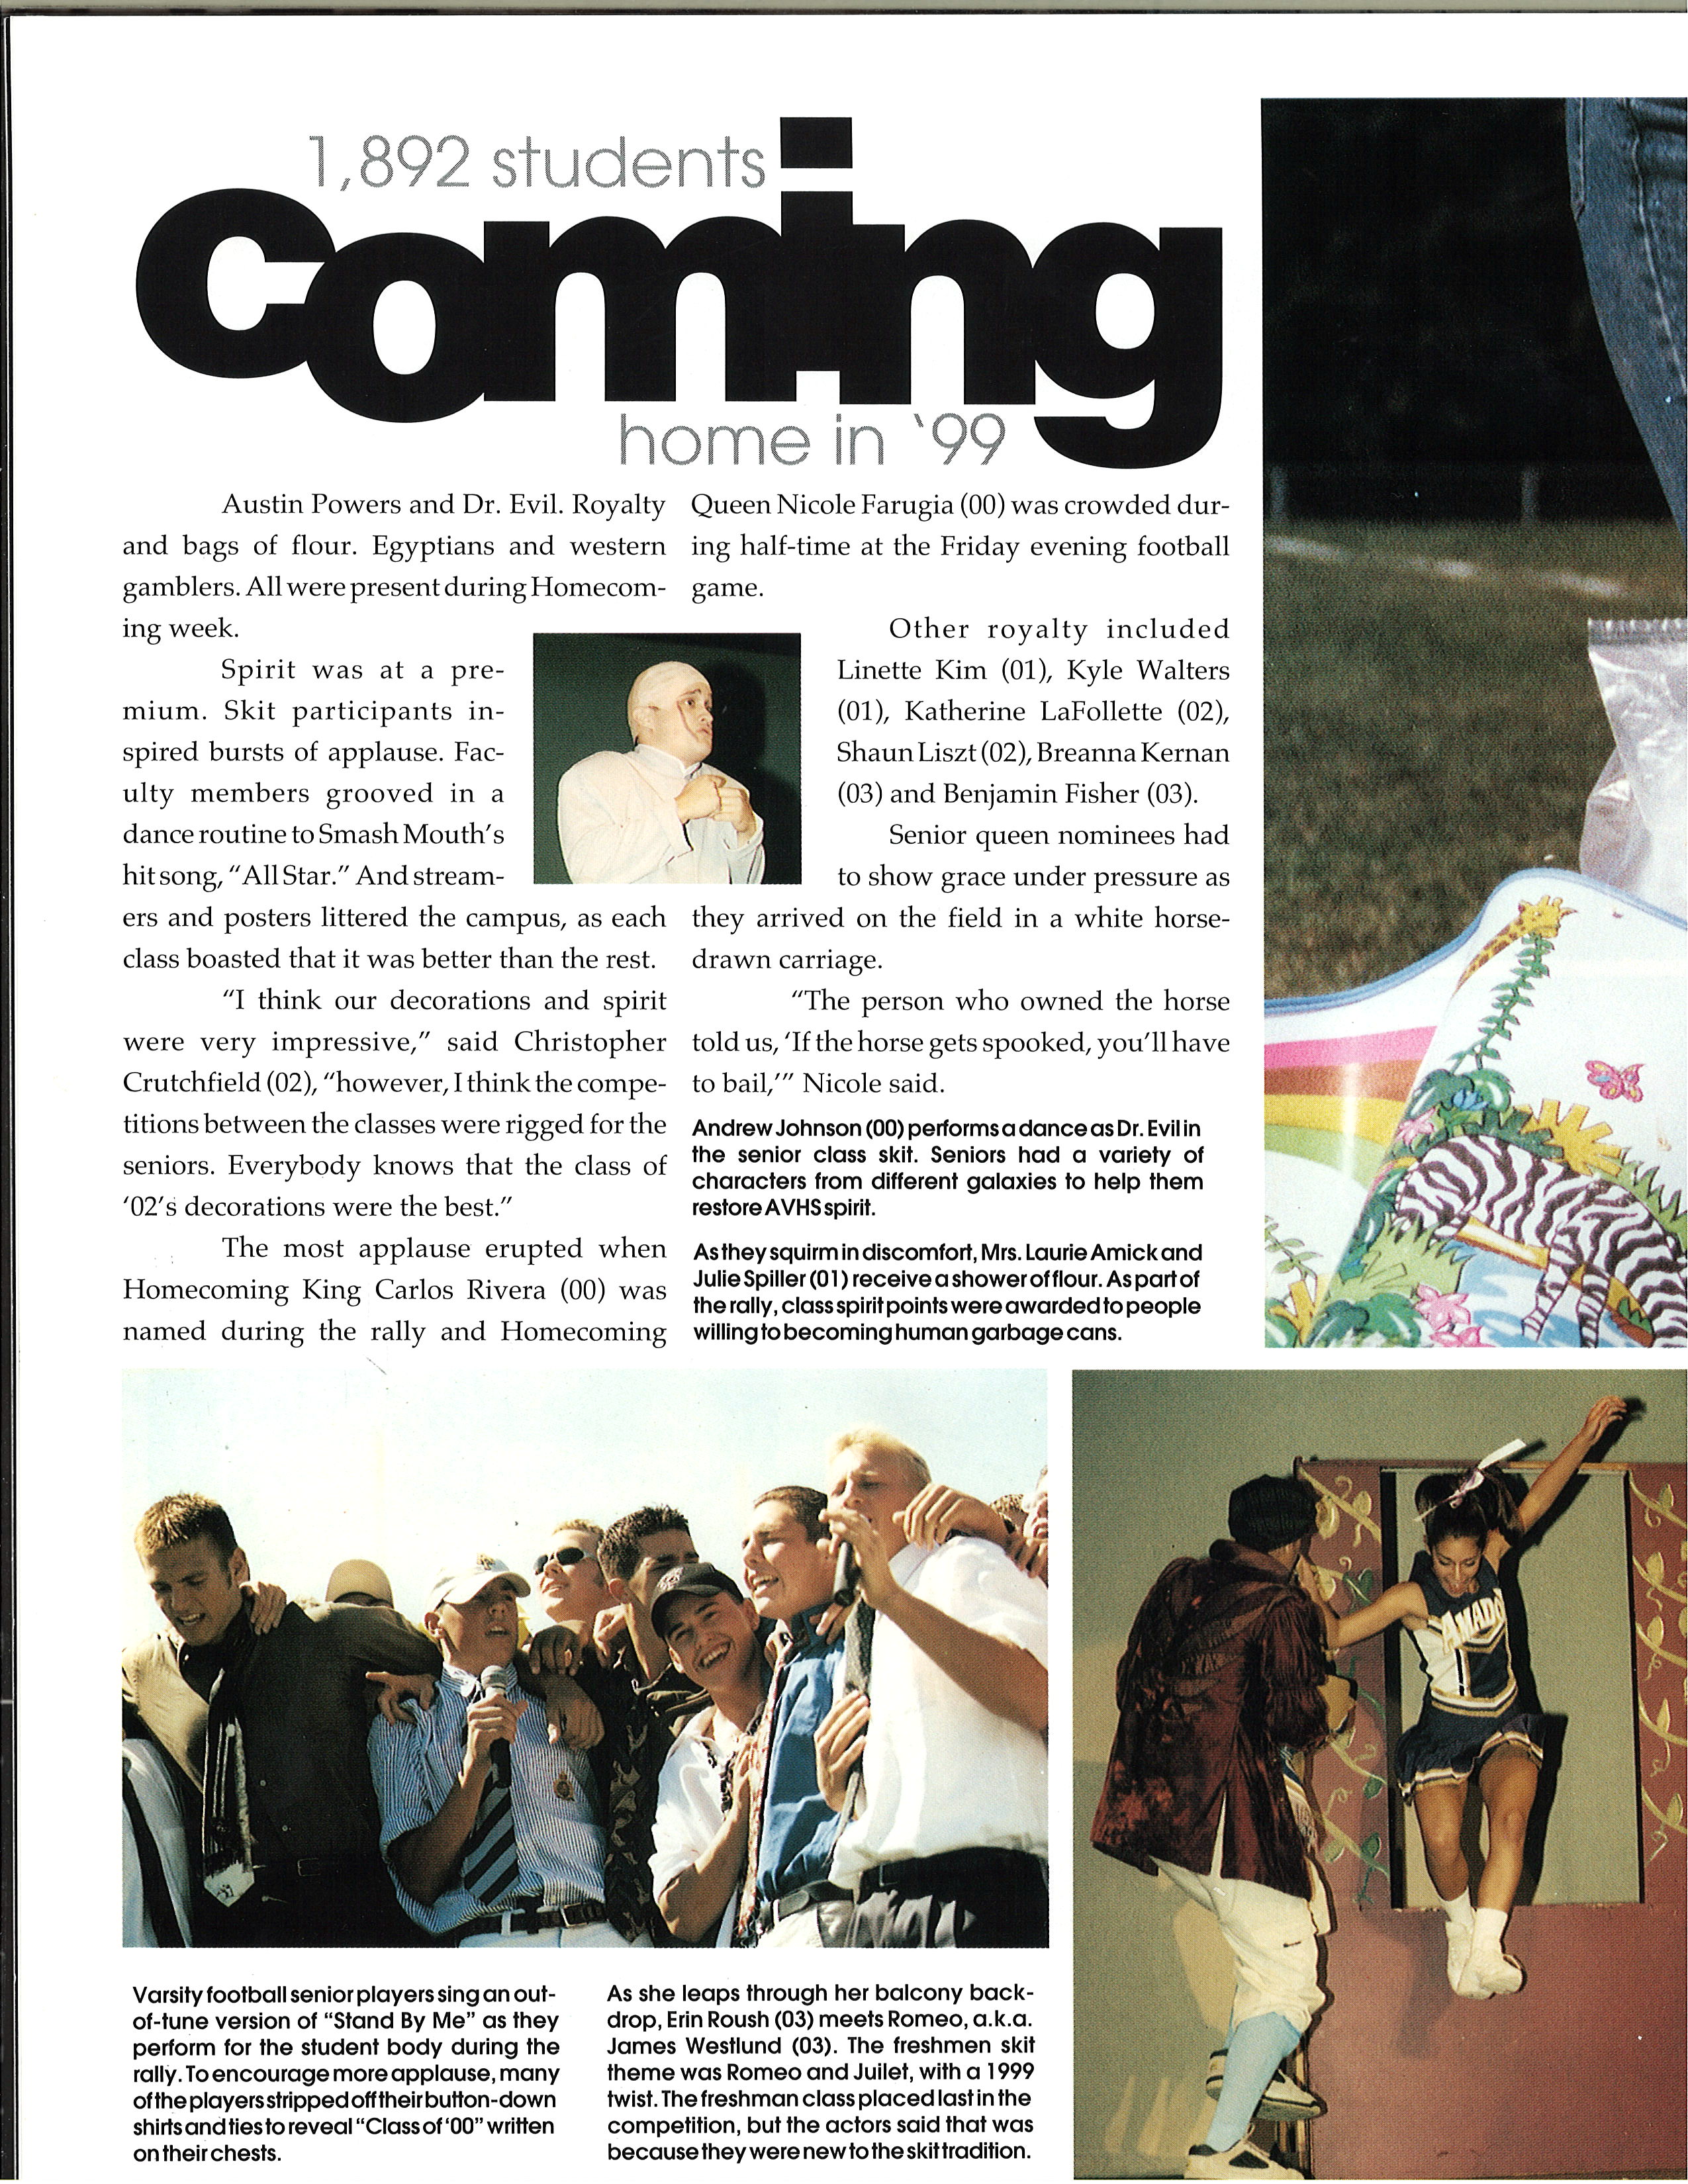 1,892 students
coming
home in '99
Austin Powers and Dr. Evil. Royalty
and bags of flour. Egyptians and western
gamblers. All were present during Homecom-
ing week.
Spirit was at a pre-
mium. Skit participants in-
spired bursts of applause. Fac-
ulty members grooved in a
dance routine to Smash Mouth's
hit song, "All Star." And stream-
ers and posters littered the campus, as each
class boasted that it was better than the rest.
"I think our decorations and spirit
were very impressive," said Christopher
Crutchfield (02), "however, I think the compe-
titions between the classes were rigged for the
seniors. Everybody knows that the class of
'02's decorations were the best."
The most applause erupted when
Homecoming King Carlos Rivera (00) was
named during the rally and Homecoming
Queen Nicole Farugia (00) was crowded dur-
ing half-time at the Friday evening football
game.
Other royalty included
Linette Kim (01), Kyle Walters
(01), Katherine LaFollette (02),
Shaun Liszt (02), Breanna Kernan
(03) and Benjamin Fisher (03).
Senior queen nominees had
to show grace under pressure as
they arrived on the field in a white horse-
drawn carriage.
"The person who owned the horse
told us, 'If the horse gets spooked, you'll have
to bail,'" Nicole said.
Andrew Johnson (00) performs a dance as Dr. Evil in
the senior class skit. Seniors had a variety of
characters from different galaxies to help them
restore AVHS spirit.
As they squirm in discomfort, Mrs. Laurie Amick and
Julie Spiller (01) receive a shower of flour. As part of
the rally, class spirit points were awarded to people
willing to becoming human garbage cans.
AMADO
Varsity football senior players sing an out-
of-tune version of "Stand By Me" as they
perform for the student body during the
rally. To encourage more applause, many
of the players stripped off their button-down
shirts and ties to reveal "Class of '00" written
on their chests.
As she leaps through her balcony back-
drop, Erin Roush (03) meets Romeo, a.k.a.
James Westlund (03). The freshmen skit
theme was Romeo and Juilet, with a 1999
twist. The freshman class placed last in the
competition, but the actors said that was
because they were new to the skit tradition.